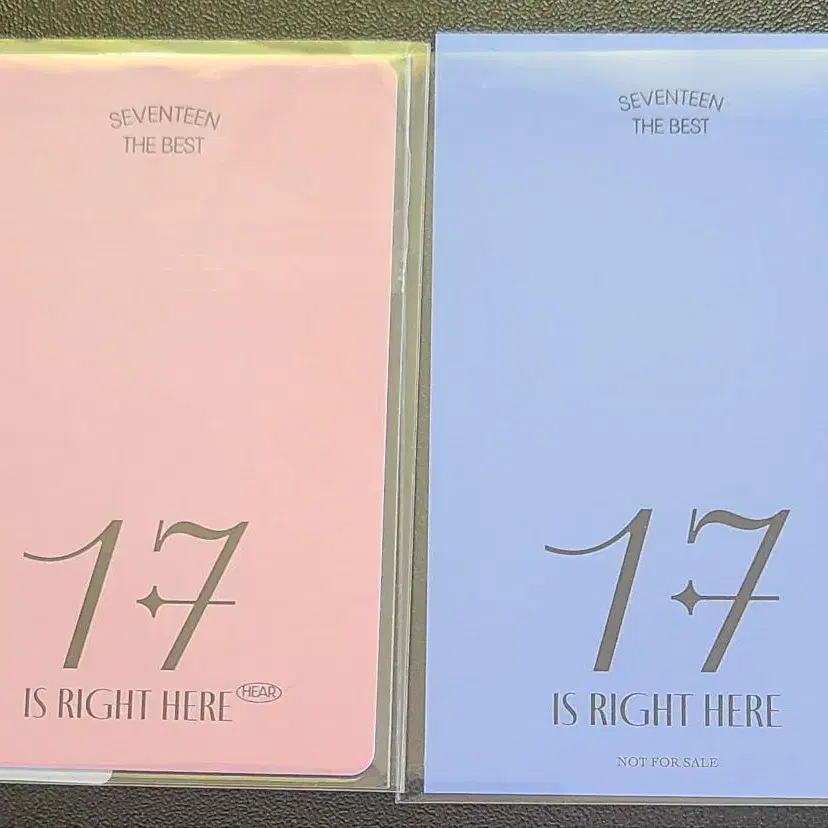 SEVENTEEN
THE BEST
17
IS RIGHT HERE HEAR
SEVENTEEN
THE BEST
17
IS RIGHT HERE
NOT FOR SALE